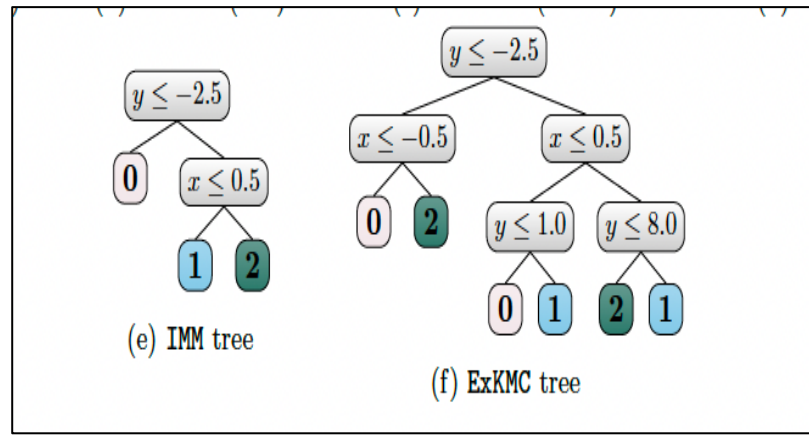 y ≤ −2.5
0
x ≤ 0.5
1 2
(e) IMM tree
y ≤ −2.5
x ≤ −0.5 x ≤ 0.5
0 2
y ≤ 1.0 y ≤ 8.0
0 1 2 1
(f) ExKMC tree